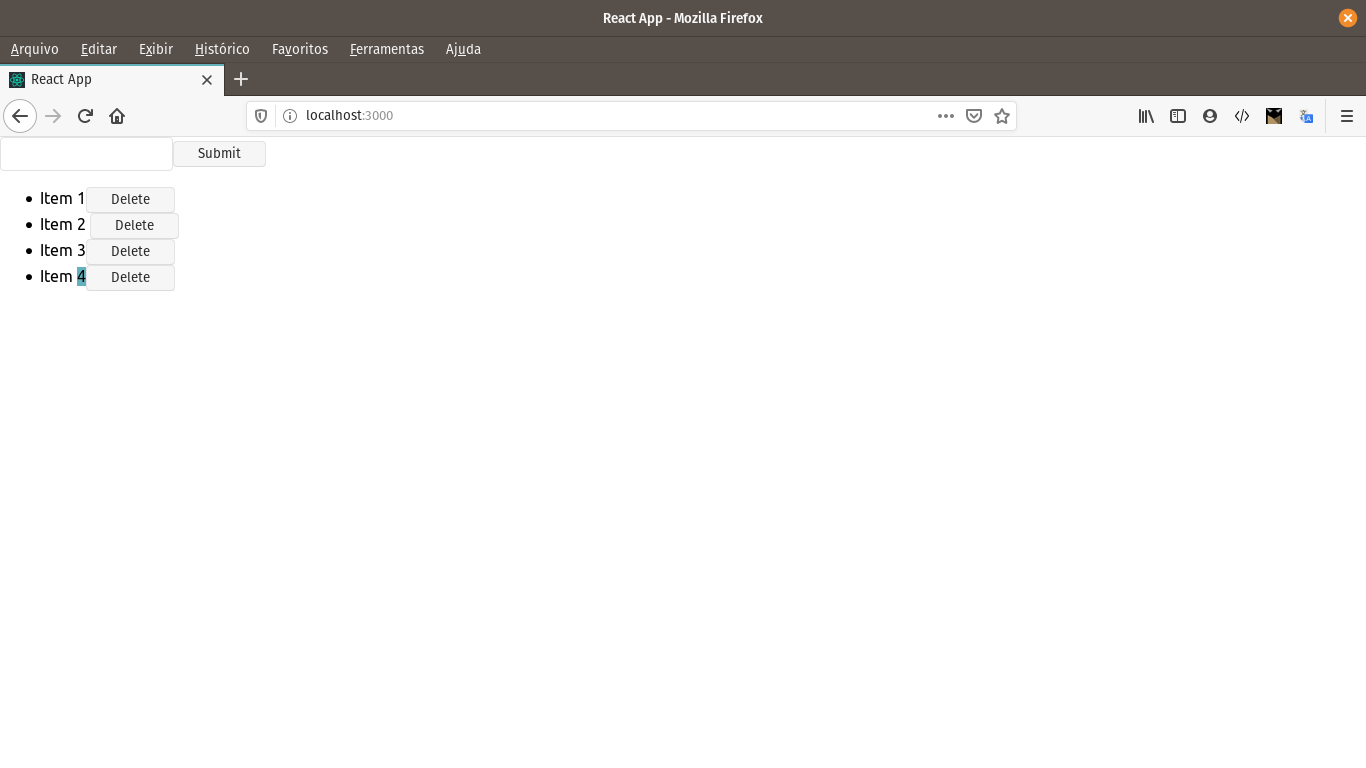 React App - Mozilla Firefox
Arquivo Editar Exibir Histórico Favoritos Ferramentas Ajuda
React App
localhost:3000
Submit
Item 1 Delete
Item 2 Delete
Item 3 Delete
Item 4 Delete